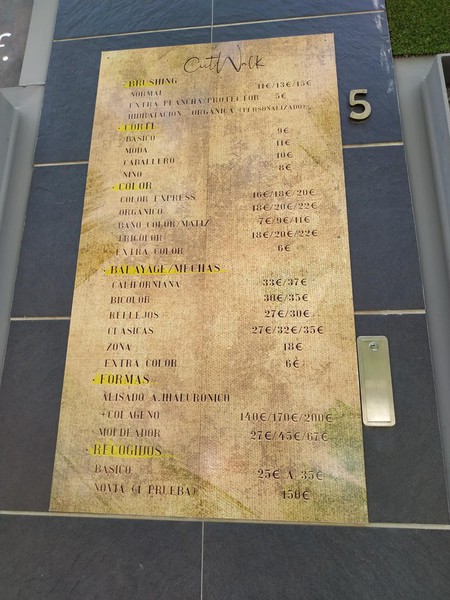 CutWalk
5
- BRUSHING
NORMAL 11€/13€/15€
EXTRA PLANCHA/PROTECTOR 5€
HIDRATACION ORGANICA (PERSONALIZADO)
- CORTE
BASICO 9€
MODA 11€
CABALLERO 10€
NIÑO 8€
- COLOR
COLOR EXPRESS 16€/18€/20€
ORGANICO 18€/20€/22€
BAÑO COLOR/MATIZ 7€/9€/11€
TRICOLOR 18€/20€/22€
EXTRA COLOR 6€
- BALAYAGE/MECHAS
CALIFORNIANA 33€/37€
BICOLOR 30€/35€
REFLEJOS 27€/30€
CLASICAS 27€/32€/35€
ZONA 18€
EXTRA COLOR 6€
- FORMAS
ALISADO A.HIALURONICO
+COLAGENO 140€/170€/200€
-MOLDEADOR 27€/45€/67€
- RECOGIDOS
BASICO 25€ A 35€
NOVIA (1 PRUEBA) 150€